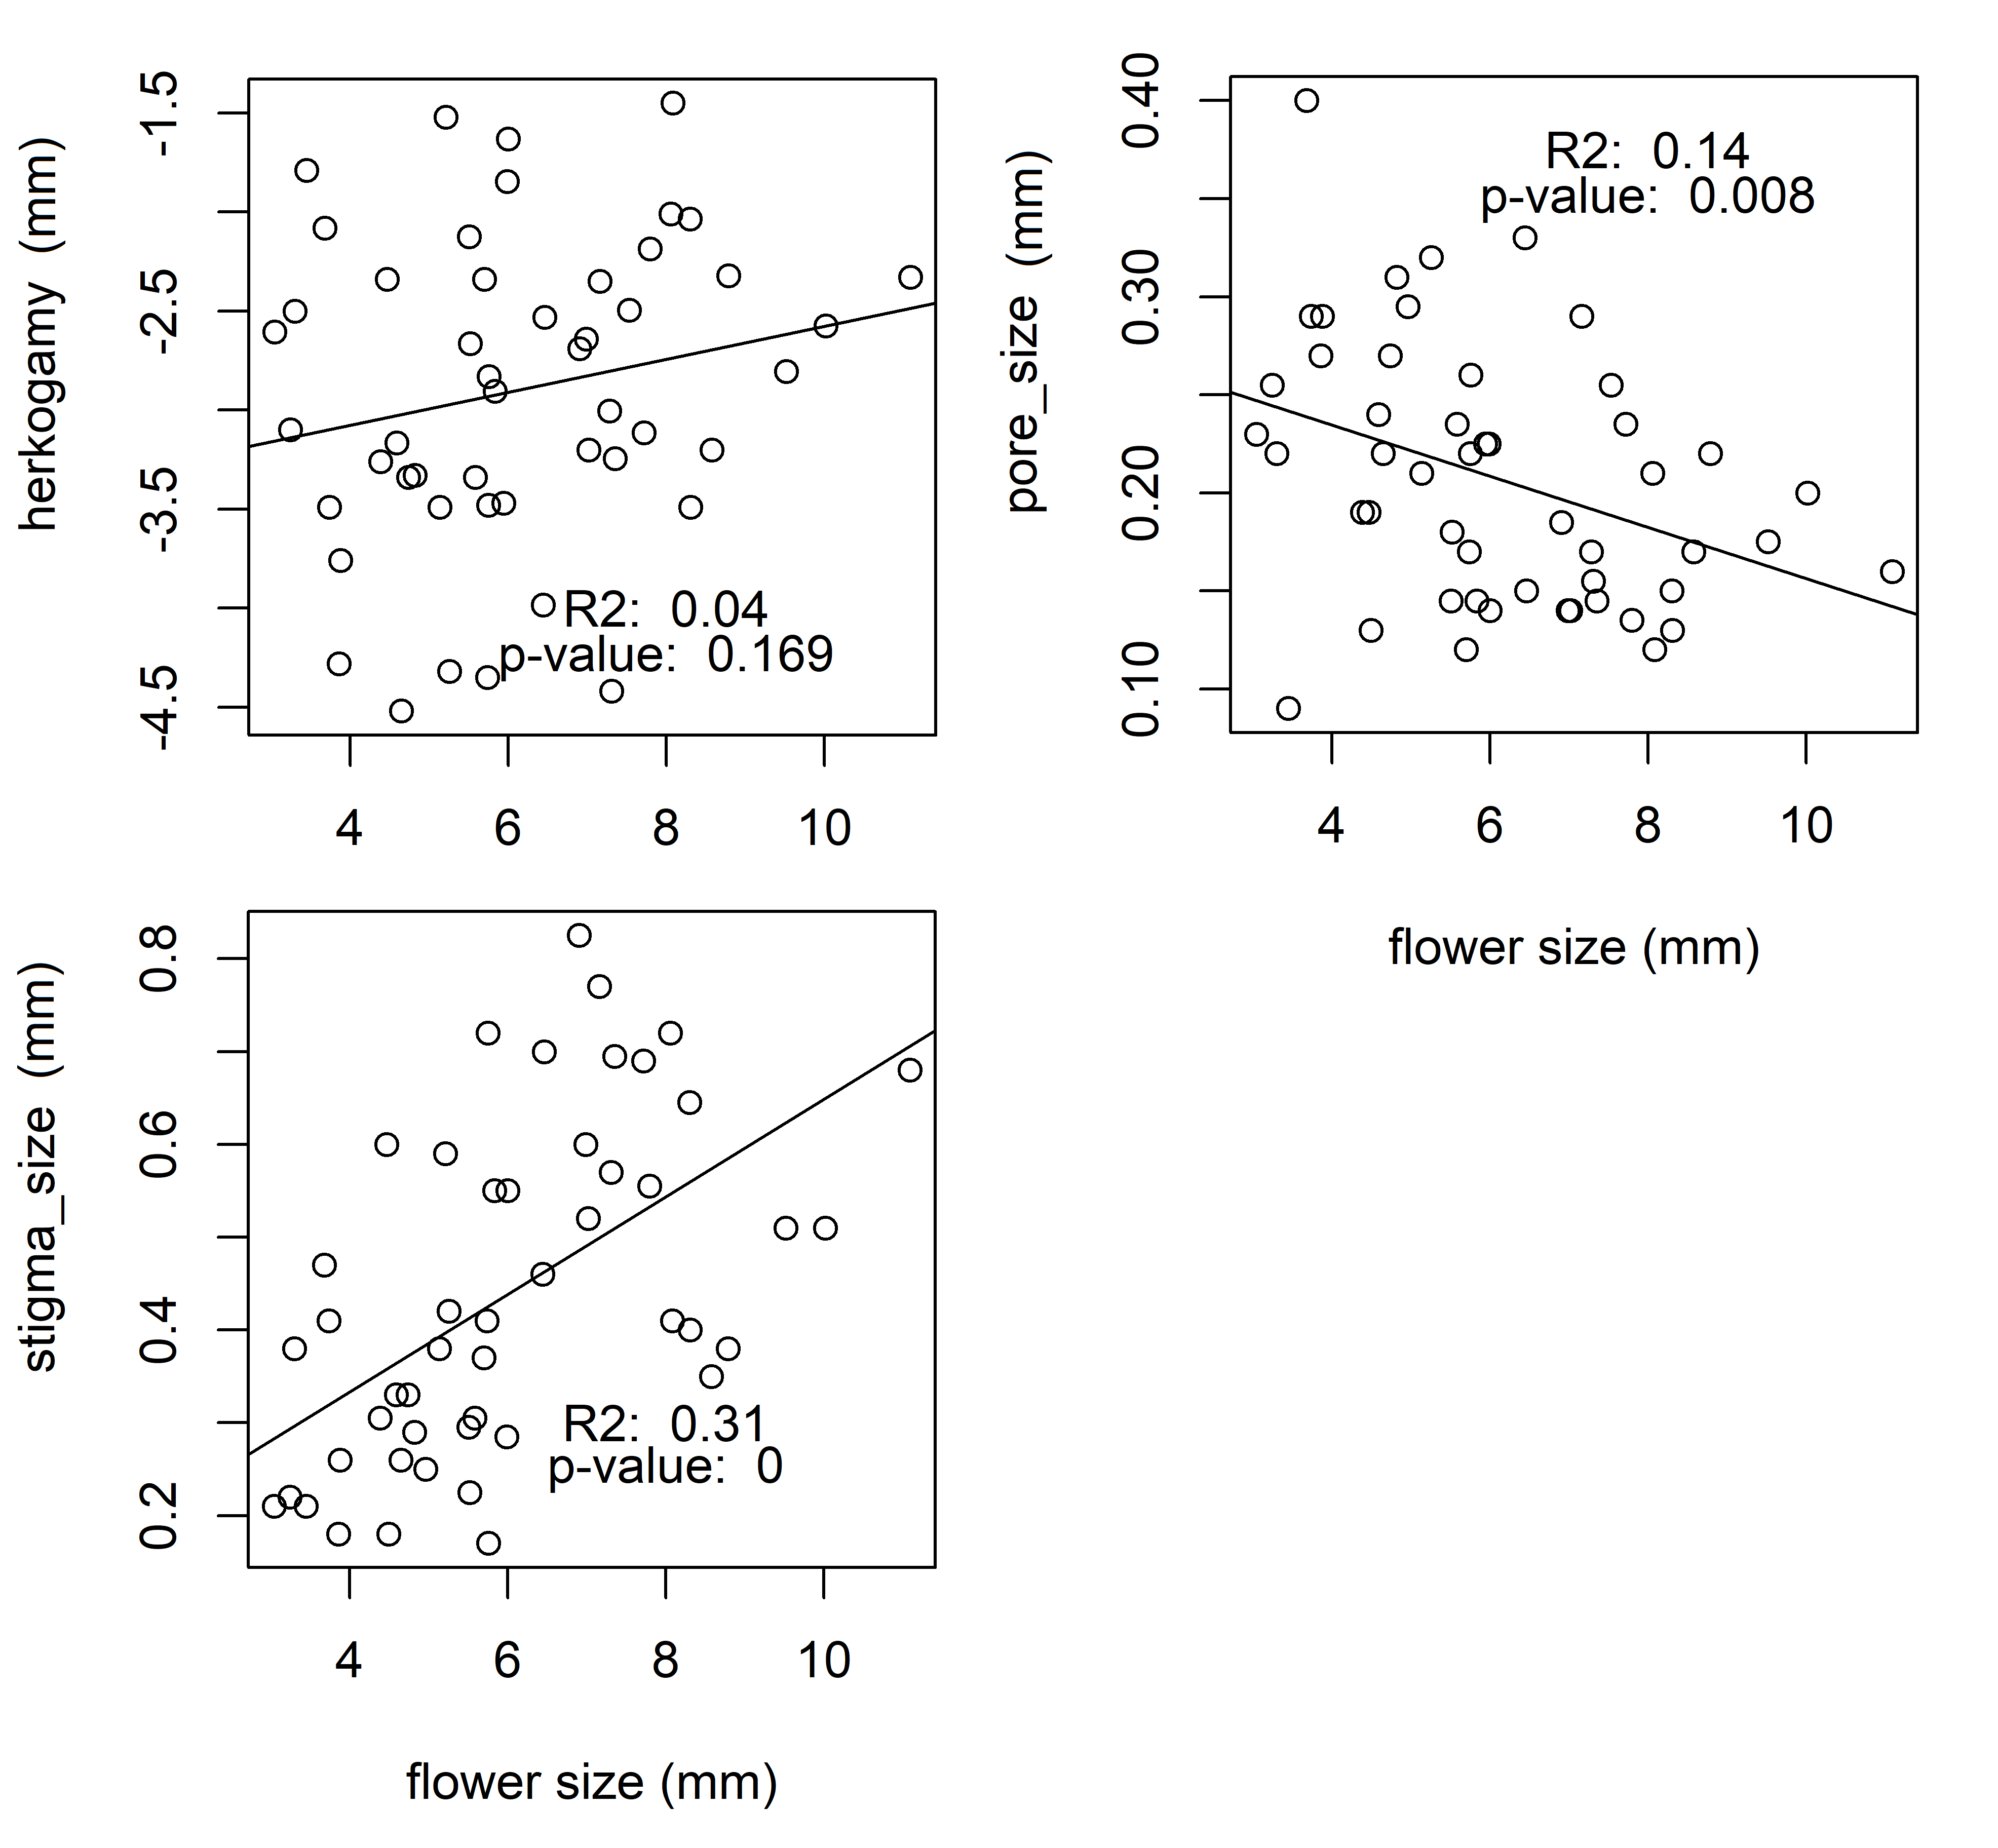 herkogamy (mm)
-1.5
-2.5
-3.5
-4.5
R2: 0.04
p-value: 0.169
4 6 8 10
pore_size (mm)
0.40
0.30
0.20
0.10
R2: 0.14
p-value: 0.008
4 6 8 10
flower size (mm)
stigma_size (mm)
0.8
0.6
0.4
0.2
R2: 0.31
p-value: 0
4 6 8 10
flower size (mm)